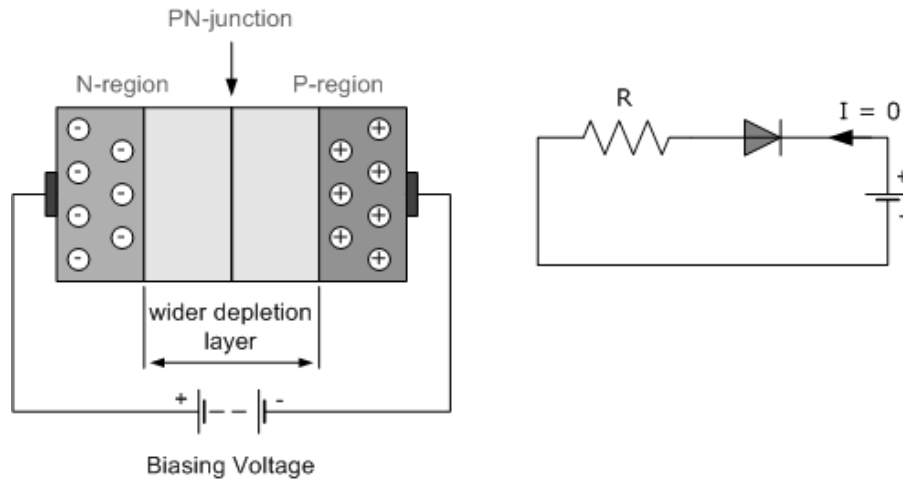 PN-junction
N-region
P-region
wider depletion
layer
+
-
Biasing Voltage
R
I = 0
+
-